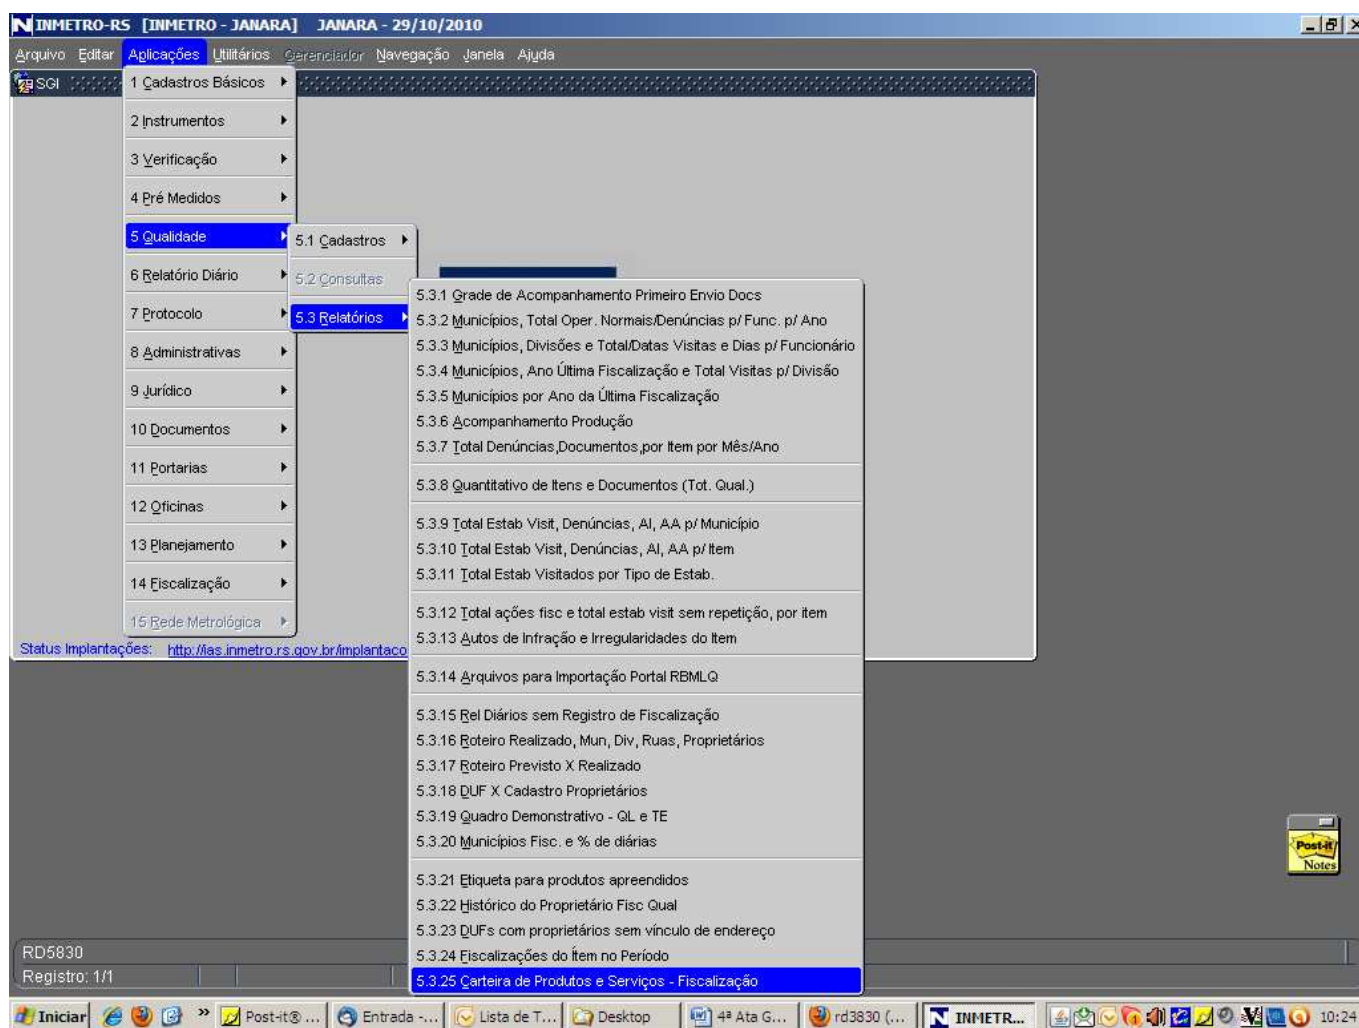 INMETRO-RS [INMETRO - JANARA] JANARA - 29/10/2010
Arquivo Editar Aplicações Utilitários Gerenciador Navegação Janela Ajuda
SGI
1 Cadastros Básicos
2 Instrumentos
3 Verificação
4 Pré Medidos
5 Qualidade
6 Relatório Diário
7 Protocolo
8 Administrativas
9 Jurídico
10 Documentos
11 Portarias
12 Oficinas
13 Planejamento
14 Fiscalização
15 Rede Metrológica
5.1 Cadastros
5.2 Consultas
5.3 Relatórios
5.3.1 Grade de Acompanhamento Primeiro Envio Docs
5.3.2 Municípios, Total Oper. Normais/Denúncias p/ Func. p/ Ano
5.3.3 Municípios, Divisões e Total/Datas Visitas e Dias p/ Funcionário
5.3.4 Municípios, Ano Última Fiscalização e Total Visitas p/ Divisão
5.3.5 Municípios por Ano da Última Fiscalização
5.3.6 Acompanhamento Produção
5.3.7 Total Denúncias,Documentos,por Item por Mês/Ano
5.3.8 Quantitativo de Itens e Documentos (Tot. Qual.)
5.3.9 Total Estab Visit, Denúncias, AI, AA p/ Município
5.3.10 Total Estab Visit, Denúncias, AI, AA p/ Item
5.3.11 Total Estab Visitados por Tipo de Estab.
5.3.12 Total ações fisc e total estab visit sem repetição, por item
5.3.13 Autos de Infração e Irregularidades do Item
5.3.14 Arquivos para Importação Portal RBMLQ
5.3.15 Rel Diários sem Registro de Fiscalização
5.3.16 Roteiro Realizado, Mun, Div, Ruas, Proprietários
5.3.17 Roteiro Previsto X Realizado
5.3.18 DUF X Cadastro Proprietários
5.3.19 Quadro Demonstrativo - QL e TE
5.3.20 Municípios Fisc. e % de diárias
5.3.21 Etiqueta para produtos apreendidos
5.3.22 Histórico do Proprietário Fisc Qual
5.3.23 DUFs com proprietários sem vínculo de endereço
5.3.24 Fiscalizações do Ítem no Período
5.3.25 Carteira de Produtos e Serviços - Fiscalização
Status Implantações: http://ias.inmetro.rs.gov.br/implantaco
Post-it
Notes
RD5830
Registro: 1/1
Iniciar » Post-it® ... Entrada -... Lista de T... Desktop 4ª Ata G... rd3830 (... INMETR... 10:24